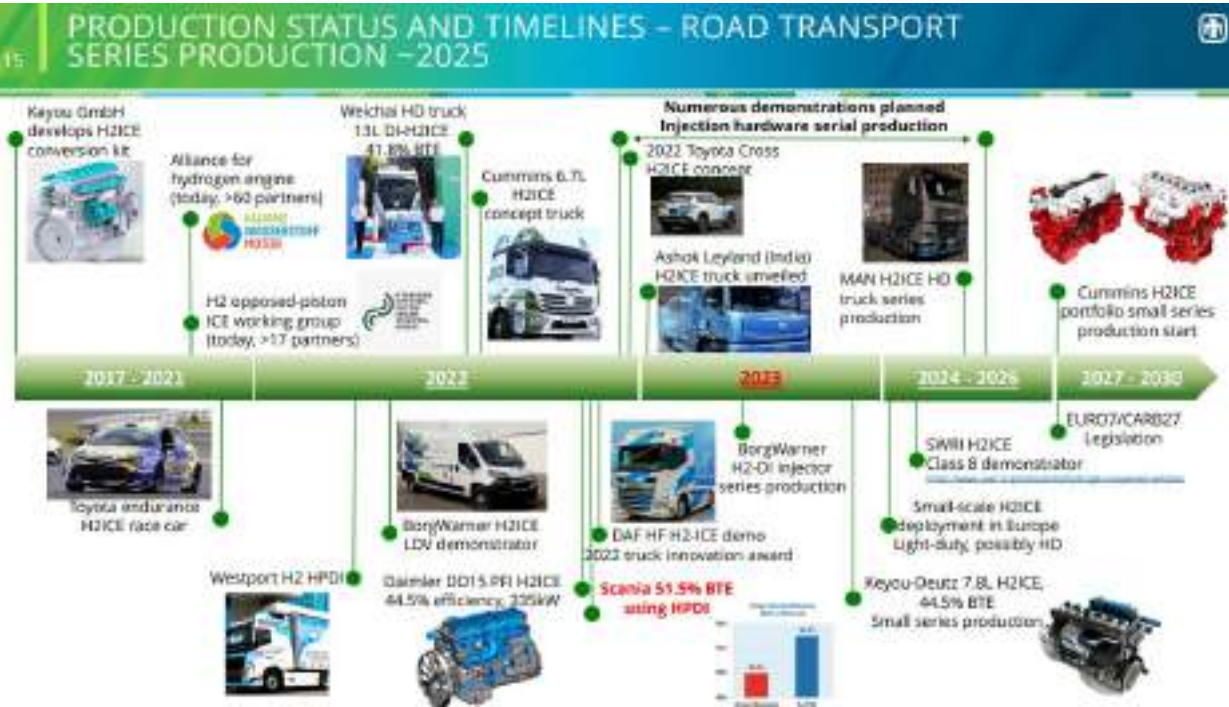 15
PRODUCTION STATUS AND TIMELINES – ROAD TRANSPORT
SERIES PRODUCTION ~2025
Keyou GmbH
develops H2ICE
conversion kit
Alliance for
hydrogen engine
(today, >60 partners)
ALLIANZ
WASSERSTOFF
MOTOR
H2 opposed-piston
ICE working group
(today, >17 partners)
Weichai HD truck
13L DI-H2ICE
41.8% BTE
Cummins 6.7L
H2ICE
concept truck
Numerous demonstrations planned
Injection hardware serial production
2022 Toyota Cross
H2ICE concept
Ashok Leyland (India)
H2ICE truck unveiled
MAN H2ICE HD
truck series
production
Cummins H2ICE
portfolio small series
production start
2017 - 2021
2022
2023
2024 - 2026
2027 - 2030
Toyota endurance
H2ICE race car
Westport H2 HPDI
BorgWarner H2ICE
LDV demonstrator
Daimler DD15 PFI H2ICE
44.5% efficiency, 335kW
DAF HF H2-ICE demo
2022 truck innovation award
Scania 51.5% BTE
using HPDI
BorgWarner
H2-DI injector
series production
EURO7/CARB27
Legislation
SWRI H2ICE
Class 8 demonstrator
Small-scale H2ICE
deployment in Europe
Light-duty, possibly HD
Keyou-Deutz 7.8L H2ICE,
44.5% BTE
Small series production